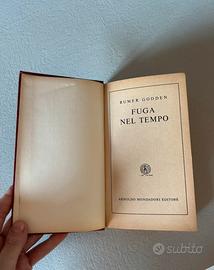 RUMER GODDEN
FUGA
NEL TEMPO
ARNOLDO MONDADORI EDITORE
subito